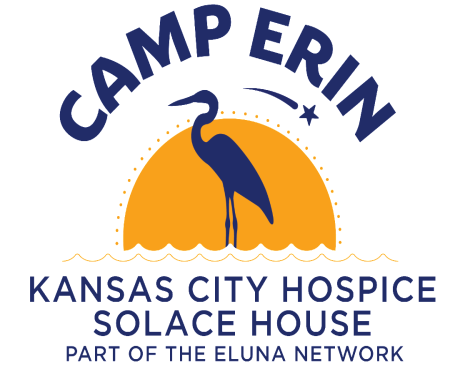 CAMP ERIN
KANSAS CITY HOSPICE
SOLACE HOUSE
PART OF THE ELUNA NETWORK